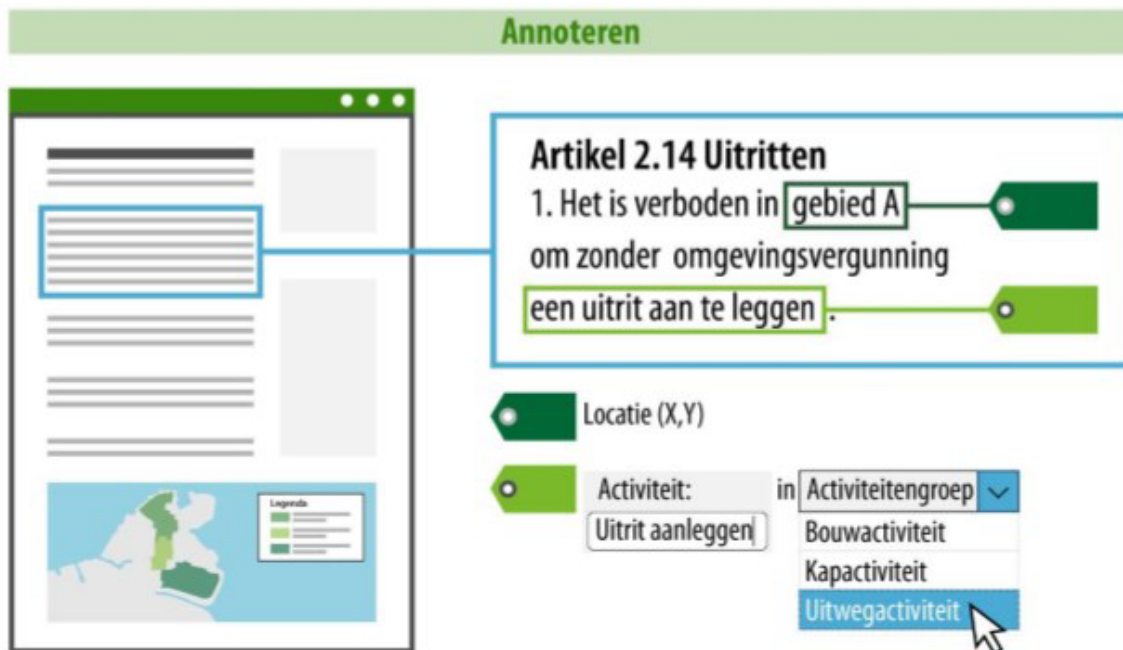 Annoteren
Artikel 2.14 Uitritten
1. Het is verboden in gebied A
om zonder omgevingsvergunning
een uitrit aan te leggen .
Locatie (X,Y)
Activiteit: in Activiteitengroep
Uitrit aanleggen
Bouwactiviteit
Kapactiviteit
Uitwegactiviteit
Legenda